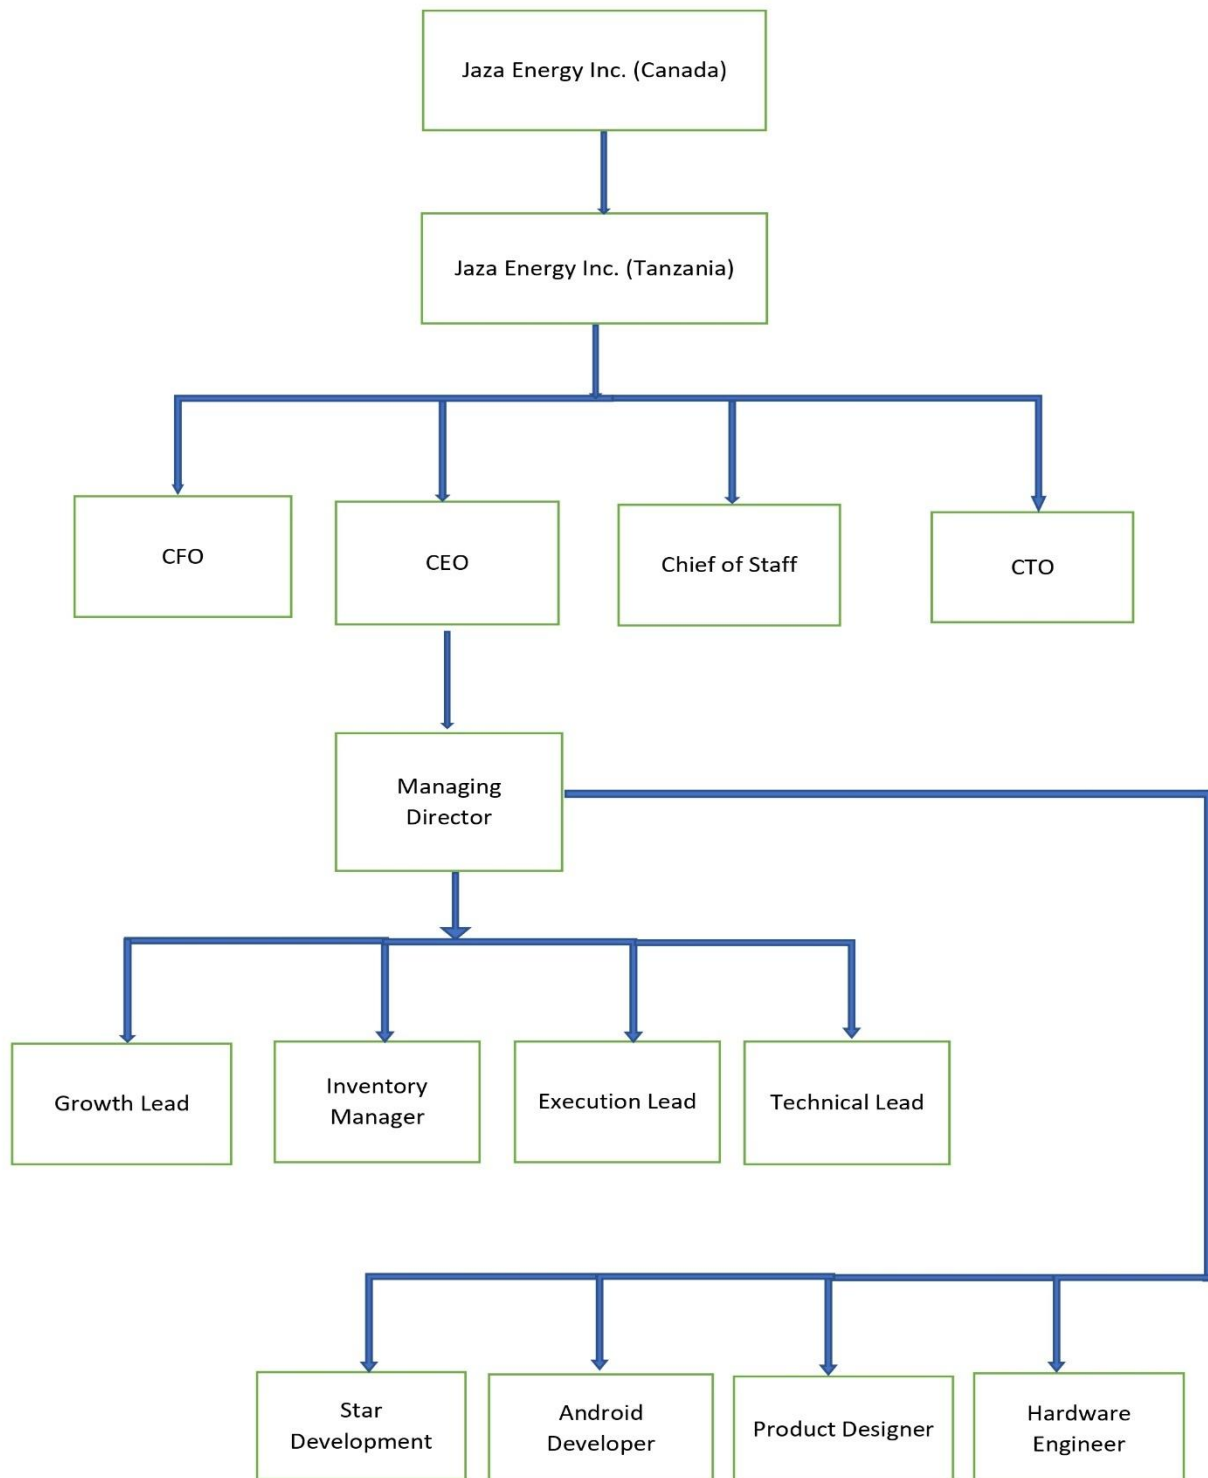 Jaza Energy Inc. (Canada)
Jaza Energy Inc. (Tanzania)
CFO
CEO
Chief of Staff
CTO
Managing
Director
Growth Lead
Inventory
Manager
Execution Lead
Technical Lead
Star
Development
Android
Developer
Product Designer
Hardware
Engineer